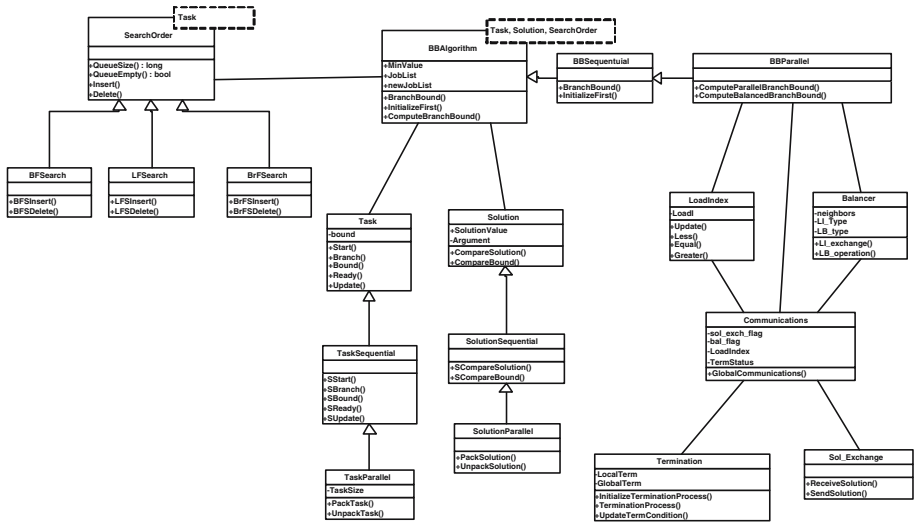 Task
SearchOrder
+QueueSize() : long
+QueueEmpty() : bool
+Insert()
+Delete()
BFSearch
+BFSInsert()
+BFSDelete()
LFSearch
+LFSInsert()
+LFSDelete()
BrFSearch
+BrFSInsert()
+BrFSDelete()
Task, Solution, SearchOrder
BBAlgorithm
+MinValue
+JobList
+newJobList
+BranchBound()
+InitializeFirst()
+ComputeBranchBound()
BBSequentuial
+BranchBound()
+InitializeFirst()
BBParallel
+ComputeParallelBranchBound()
+ComputeBalancedBranchBound()
Task
-bound
+Start()
+Branch()
+Bound()
+Ready()
+Update()
Solution
+SolutionValue
-Argument
+CompareSolution()
+CompareBound()
LoadIndex
-LoadI
+Update()
+Less()
+Equal()
+Greater()
Balancer
-neighbors
-LI_Type
-LB_type
+LI_exchange()
+LB_operation()
TaskSequential
+SStart()
+SBranch()
+SBound()
+SReady()
+SUpdate()
SolutionSequential
+SCompareSolution()
+SCompareBound()
Communications
-sol_exch_flag
-bal_flag
-LoadIndex
-TermStatus
+GlobalCommunications()
TaskParallel
-TaskSize
+PackTask()
+UnpackTask()
SolutionParallel
+PackSolution()
+UnpackSolution()
Termination
-LocalTerm
-GlobalTerm
+InitializeTerminationProcess()
+TerminationProcess()
+UpdateTermCondition()
Sol_Exchange
+ReceiveSolution()
+SendSolution()